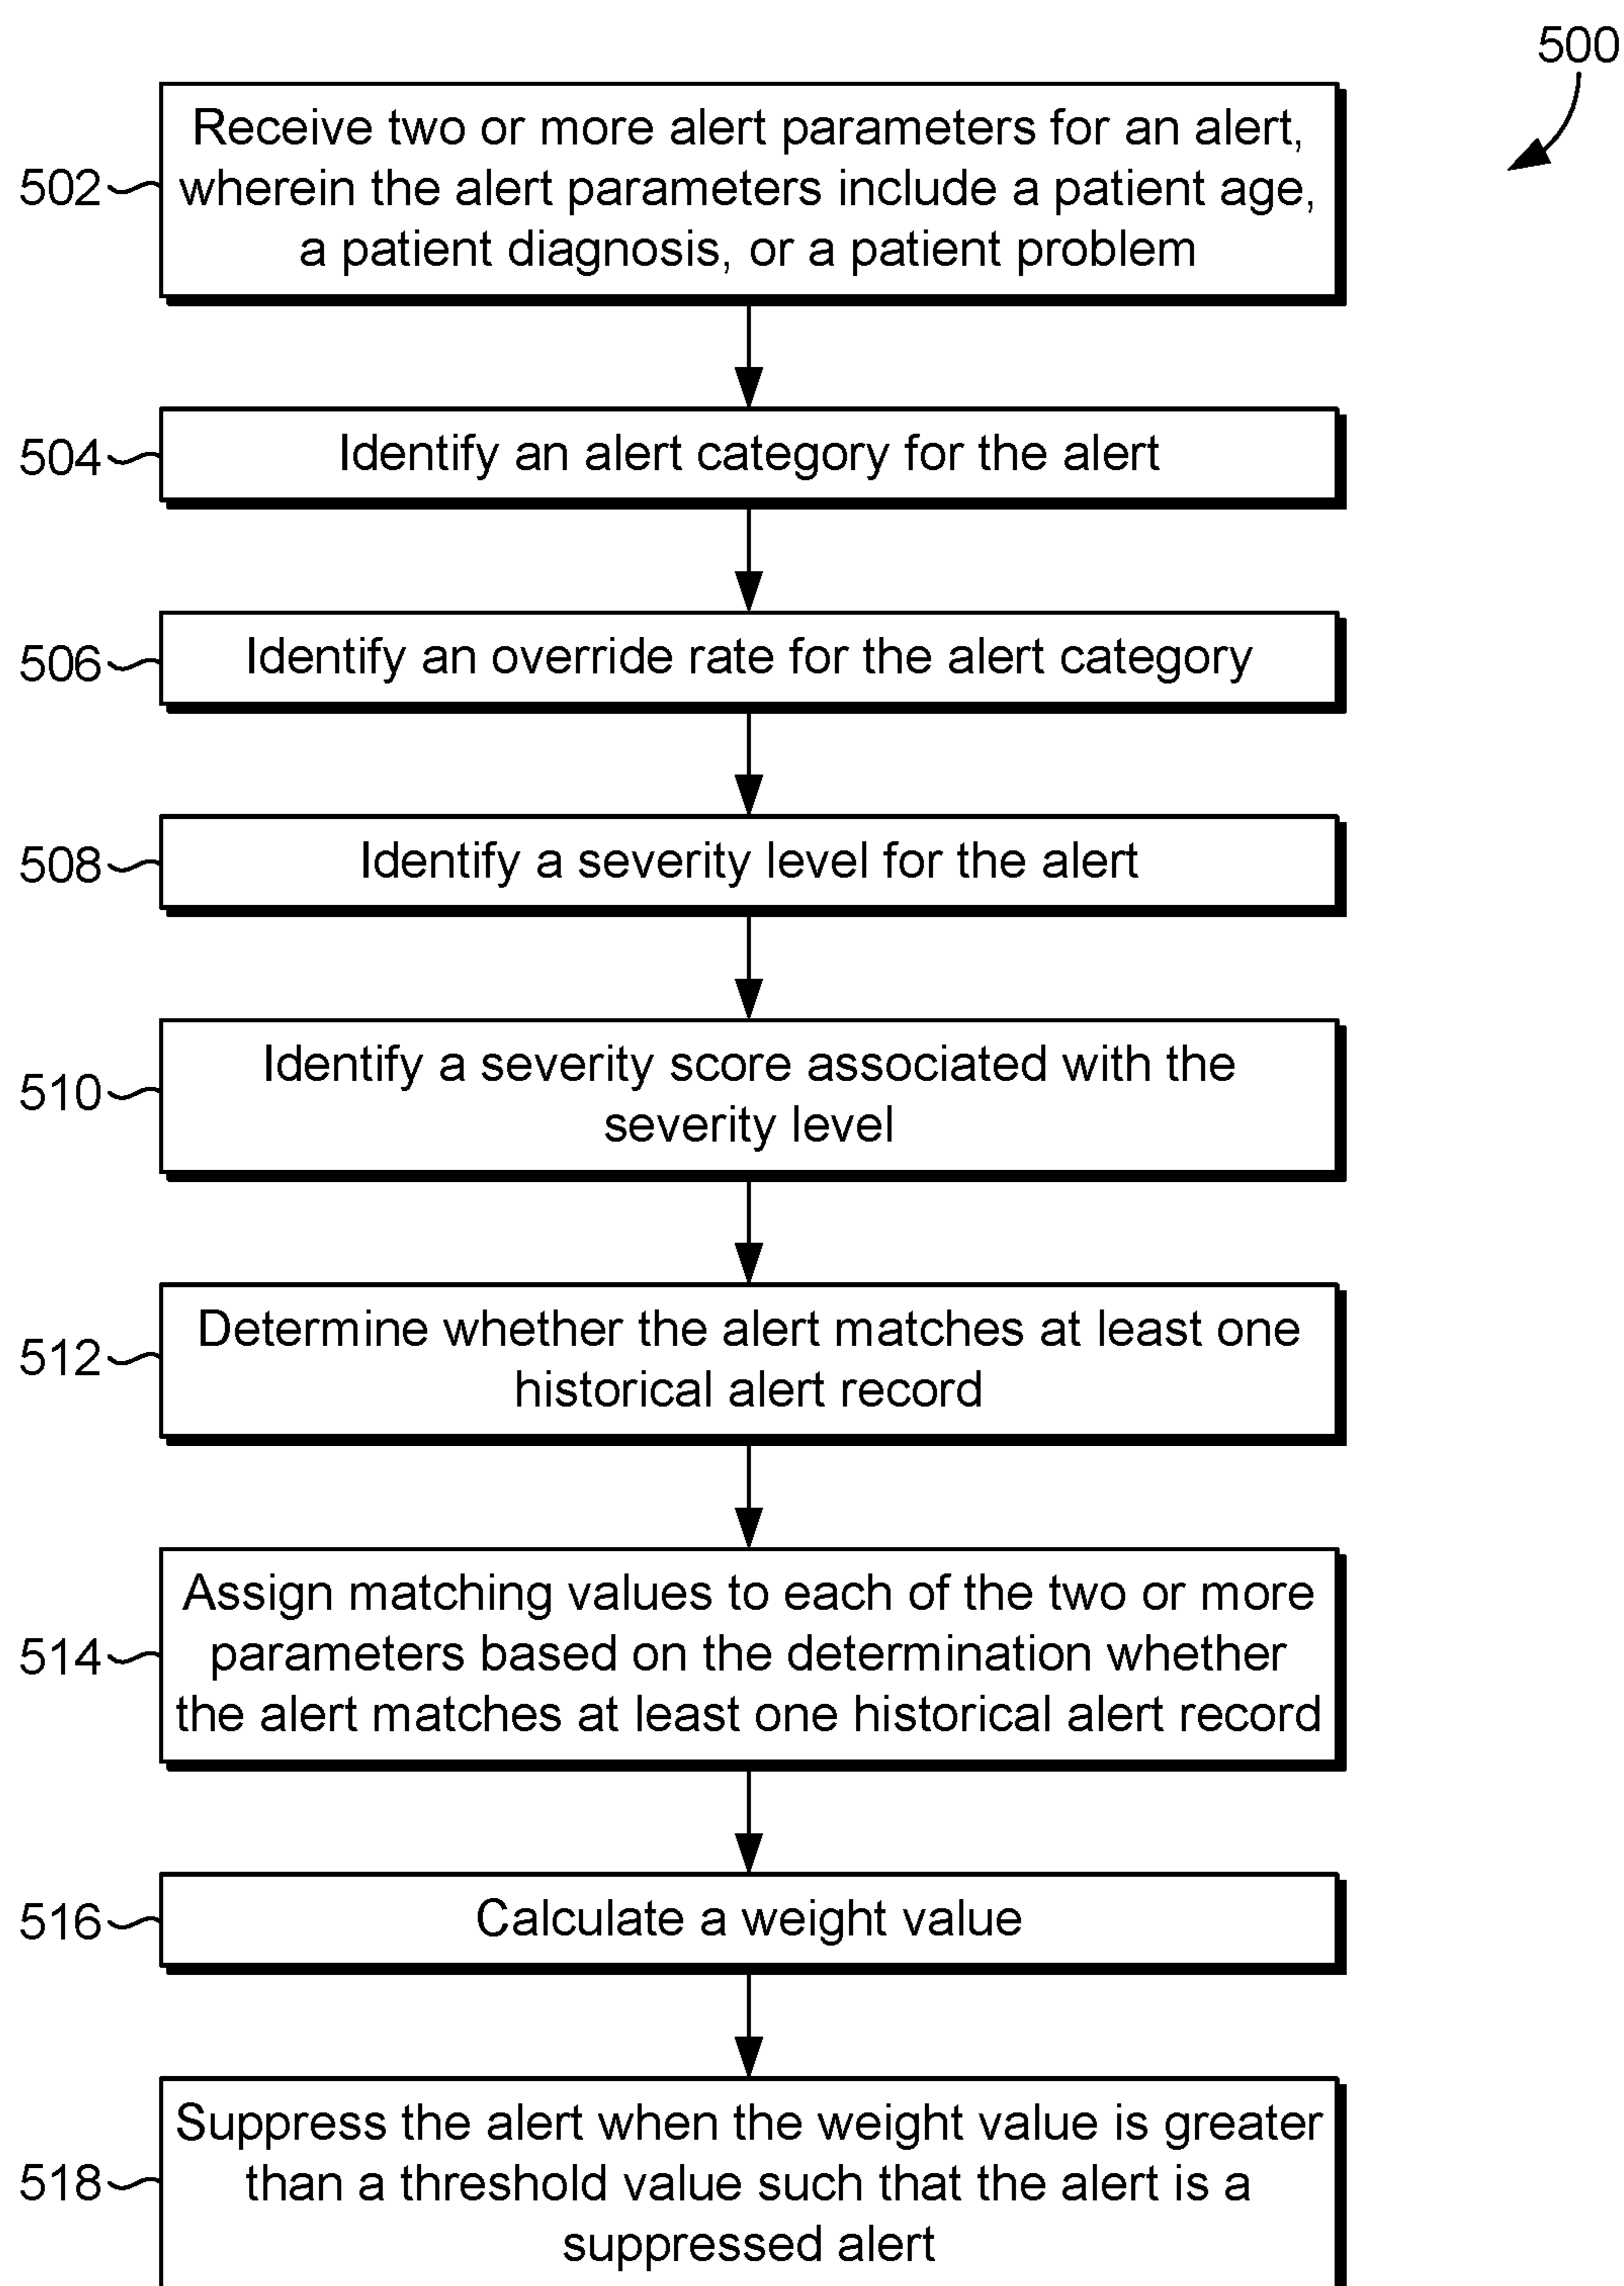 500
Receive two or more alert parameters for an alert,
502
wherein the alert parameters include a patient age,
a patient diagnosis, or a patient problem
504
Identify an alert category for the alert
506
Identify an override rate for the alert category
508
Identify a severity level for the alert
510
Identify a severity score associated with the
severity level
512
Determine whether the alert matches at least one
historical alert record
514
Assign matching values to each of the two or more
parameters based on the determination whether
the alert matches at least one historical alert record
516
Calculate a weight value
518
Suppress the alert when the weight value is greater
than a threshold value such that the alert is a
suppressed alert